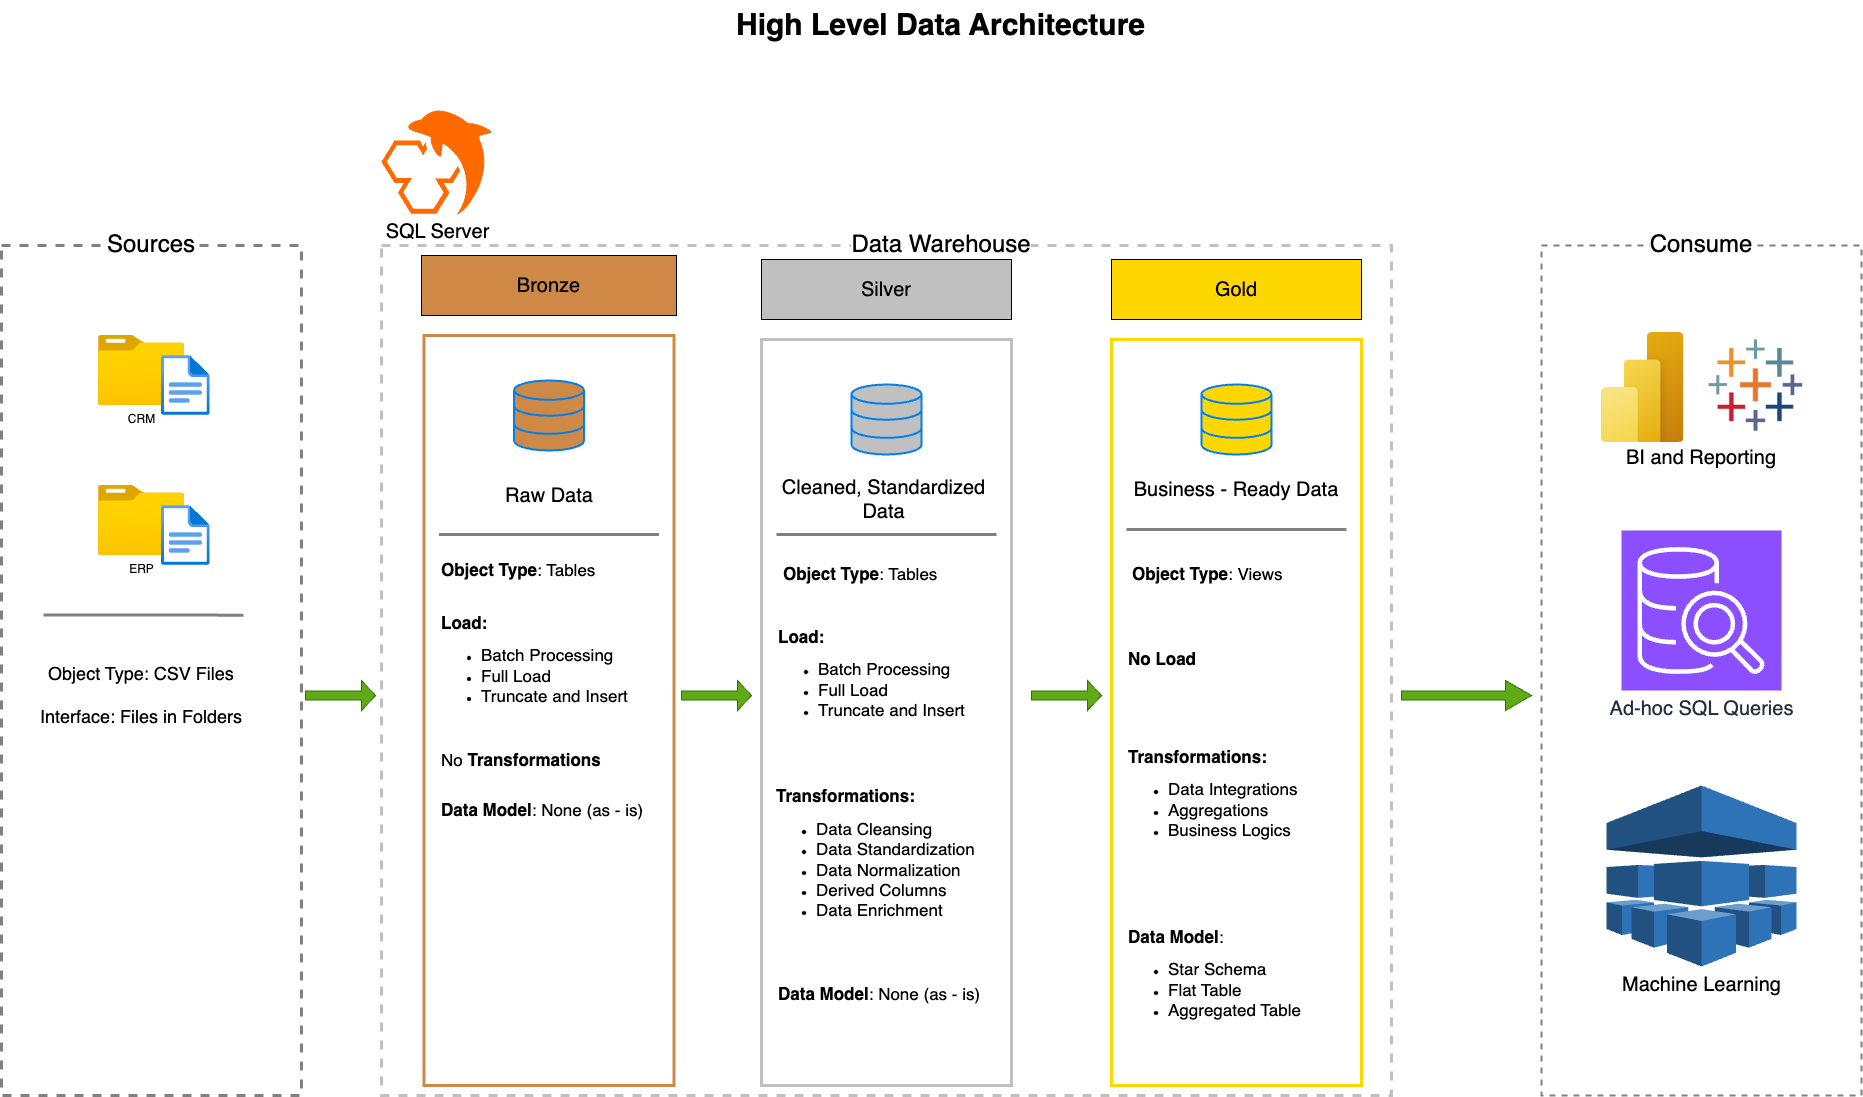 High Level Data Architecture
SQL Server
Sources
CRM
ERP
Object Type: CSV Files
Interface: Files in Folders
Data Warehouse
Bronze
Raw Data
Object Type: Tables
Load:
Batch Processing
Full Load
Truncate and Insert
No Transformations
Data Model: None (as - is)
Silver
Cleaned, Standardized
Data
Object Type: Tables
Load:
Batch Processing
Full Load
Truncate and Insert
Transformations:
Data Cleansing
Data Standardization
Data Normalization
Derived Columns
Data Enrichment
Data Model: None (as - is)
Gold
Business - Ready Data
Object Type: Views
No Load
Transformations:
Data Integrations
Aggregations
Business Logics
Data Model:
Star Schema
Flat Table
Aggregated Table
Consume
BI and Reporting
Ad-hoc SQL Queries
Machine Learning